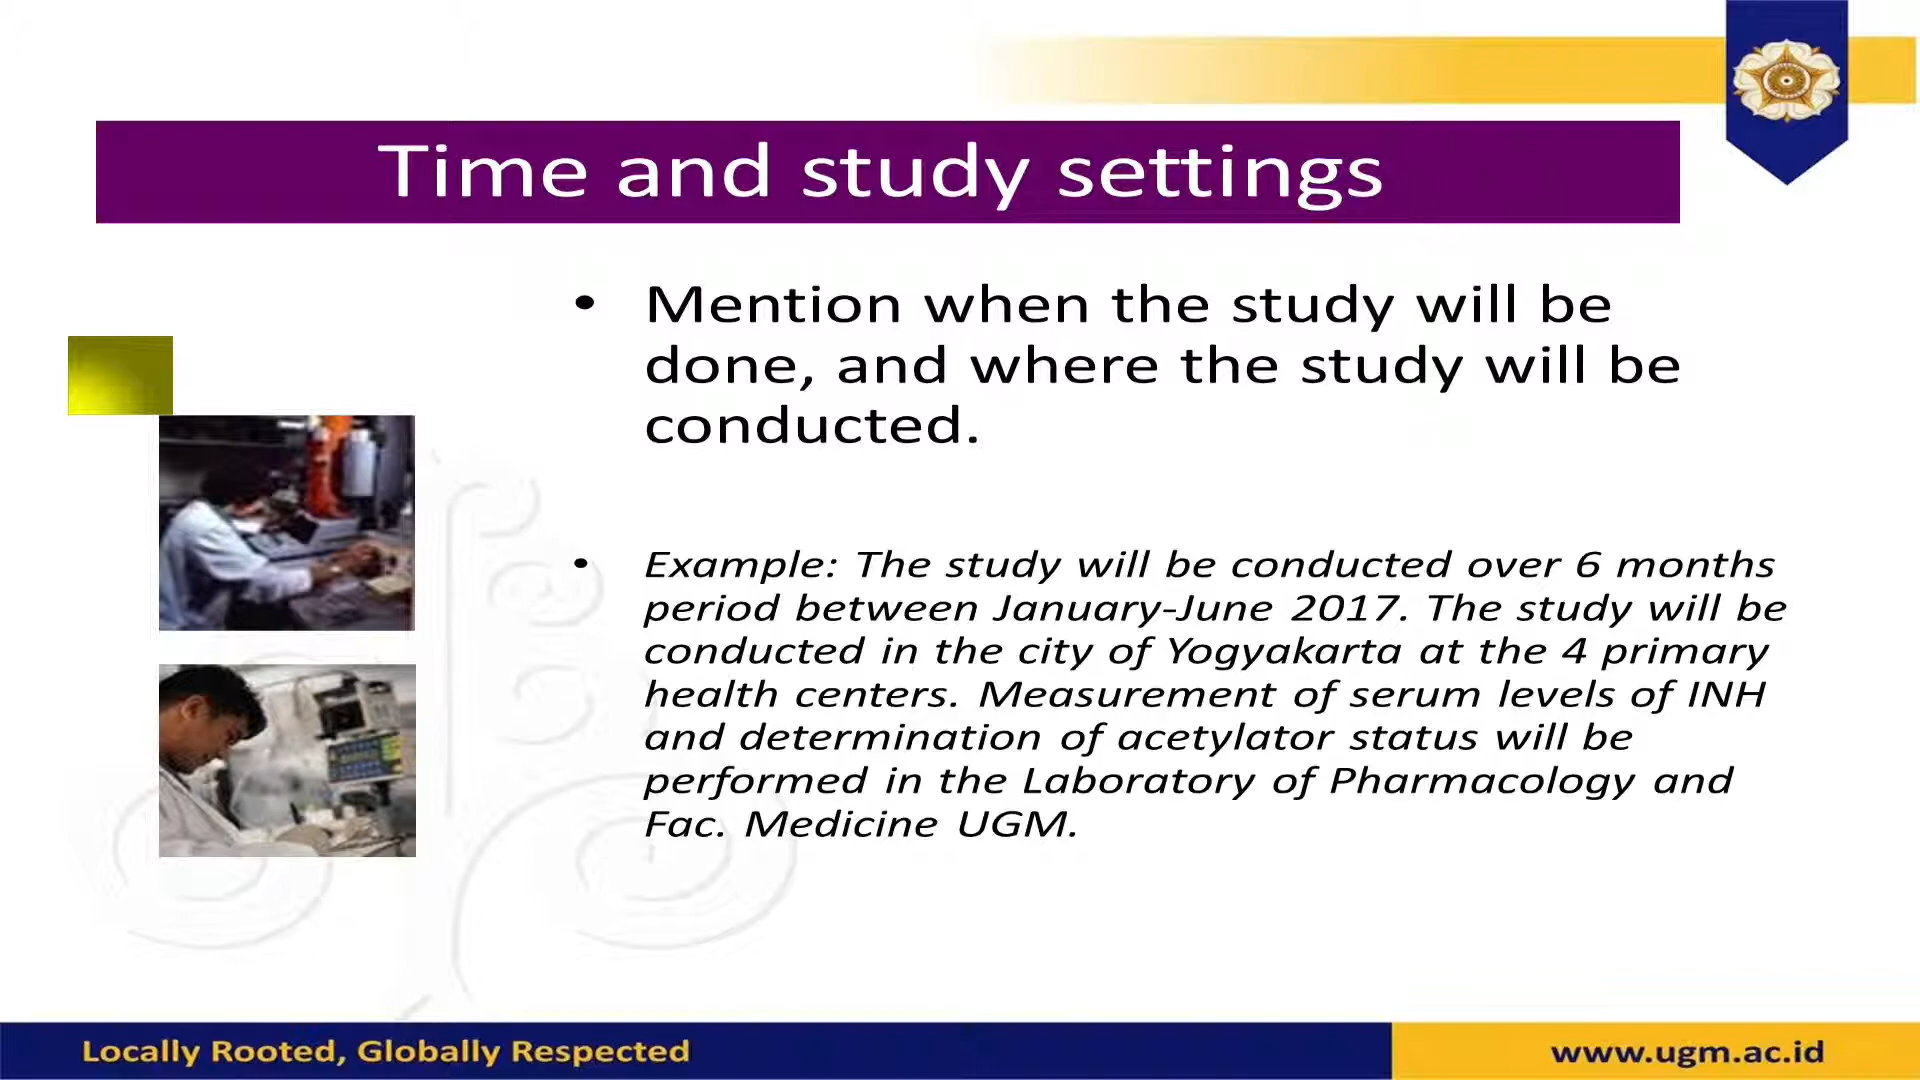 Time and study settings
• Mention when the study will be
done, and where the study will be
conducted.
• Example: The study will be conducted over 6 months
period between January-June 2017. The study will be
conducted in the city of Yogyakarta at the 4 primary
health centers. Measurement of serum levels of INH
and determination of acetylator status will be
performed in the Laboratory of Pharmacology and
Fac. Medicine UGM.
Locally Rooted, Globally Respected
www.ugm.ac.id